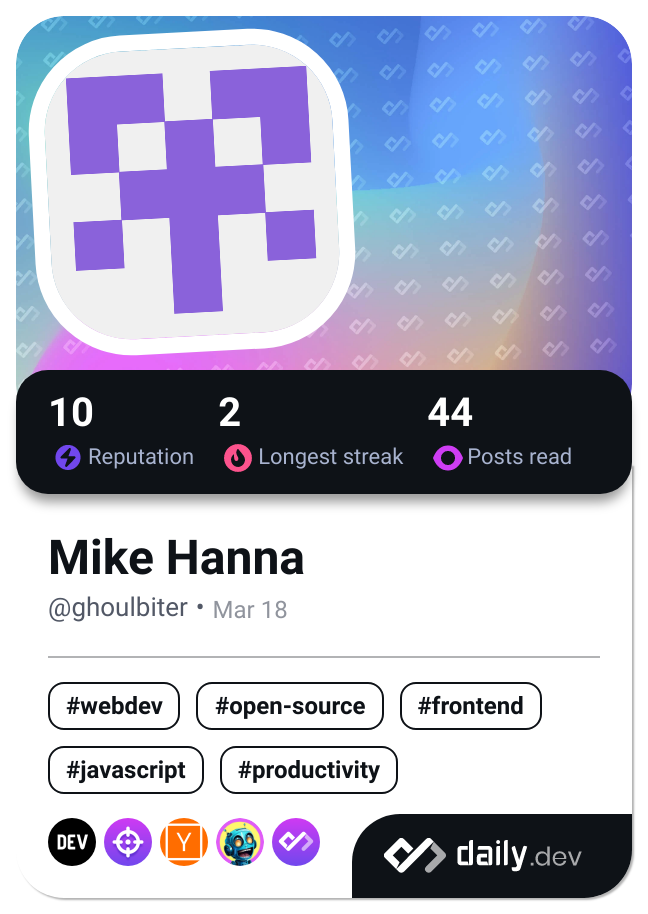 10 2 44
Reputation Longest streak Posts read
Mike Hanna
@ghoulbiter • Mar 18
#webdev #open-source #frontend
#javascript #productivity
DEV Y
daily.dev